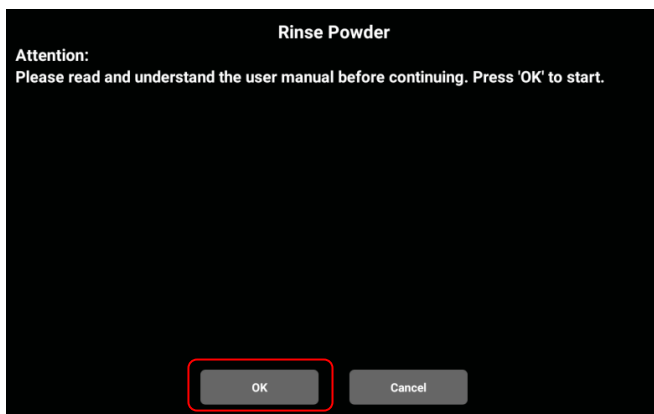 Rinse Powder
Attention:
Please read and understand the user manual before continuing. Press 'OK' to start.
OK
Cancel